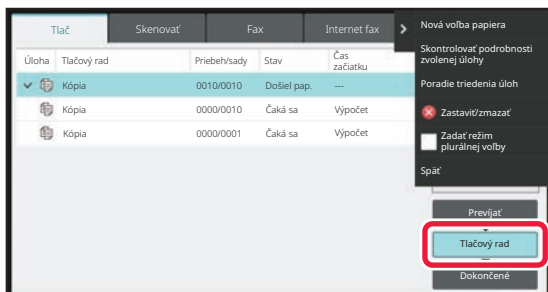 Tlač
Skenovať
Fax
Internet fax
Úloha
Tlačový rad
Priebeh/sady
Stav
Čas
začiatku
Kópia
0010/0010
Došiel pap.
---
Kópia
0000/0010
Čaká sa
Výpočet
Kópia
0000/0001
Čaká sa
Výpočet
Nová voľba papiera
Skontrolovať podrobnosti
zvolenej úlohy
Poradie triedenia úloh
Zastaviť/zmazať
Zadať režim
plurálnej voľby
Späť
Prevíjať
Tlačový rad
Dokončené